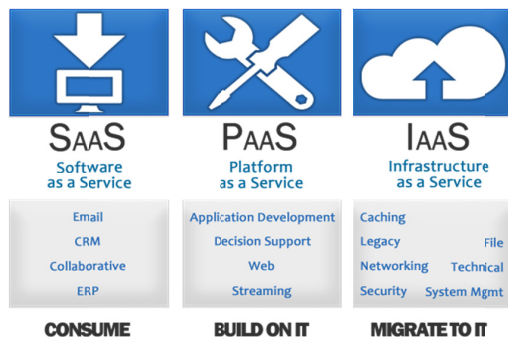 SaaS
Software
as a Service
Email
CRM
Collaborative
ERP
CONSUME
PaaS
Platform
as a Service
Application Development
Decision Support
Web
Streaming
BUILD ON IT
IaaS
Infrastructure
as a Service
Caching
Legacy File
Networking Technical
Security System Mgmt
MIGRATE TO IT